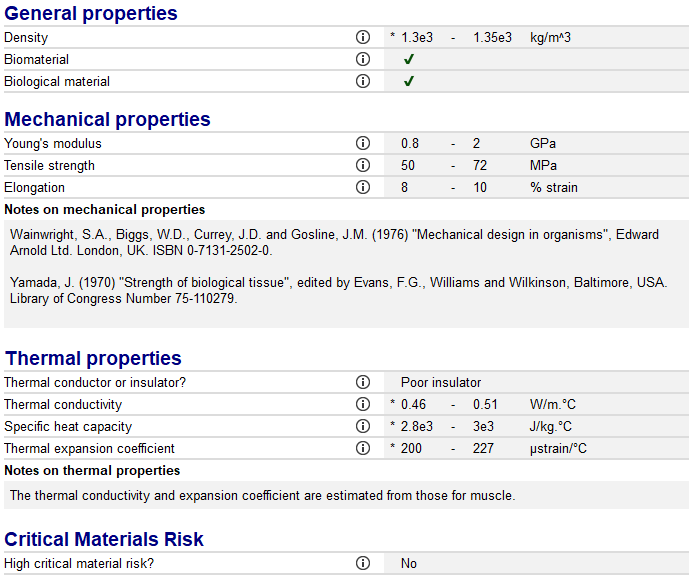 General properties
Density * 1.3e3 - 1.35e3 kg/m^3
Biomaterial ✔
Biological material ✔
Mechanical properties
Young's modulus 0.8 - 2 GPa
Tensile strength 50 - 72 MPa
Elongation 8 - 10 % strain
Notes on mechanical properties
Wainwright, S.A., Biggs, W.D., Currey, J.D. and Gosline, J.M. (1976) "Mechanical design in organisms", Edward
Arnold Ltd. London, UK. ISBN 0-7131-2502-0.
Yamada, J. (1970) "Strength of biological tissue", edited by Evans, F.G., Williams and Wilkinson, Baltimore, USA.
Library of Congress Number 75-110279.
Thermal properties
Thermal conductor or insulator? Poor insulator
Thermal conductivity * 0.46 - 0.51 W/m.°C
Specific heat capacity * 2.8e3 - 3e3 J/kg.°C
Thermal expansion coefficient * 200 - 227 µstrain/°C
Notes on thermal properties
The thermal conductivity and expansion coefficient are estimated from those for muscle.
Critical Materials Risk
High critical material risk? No